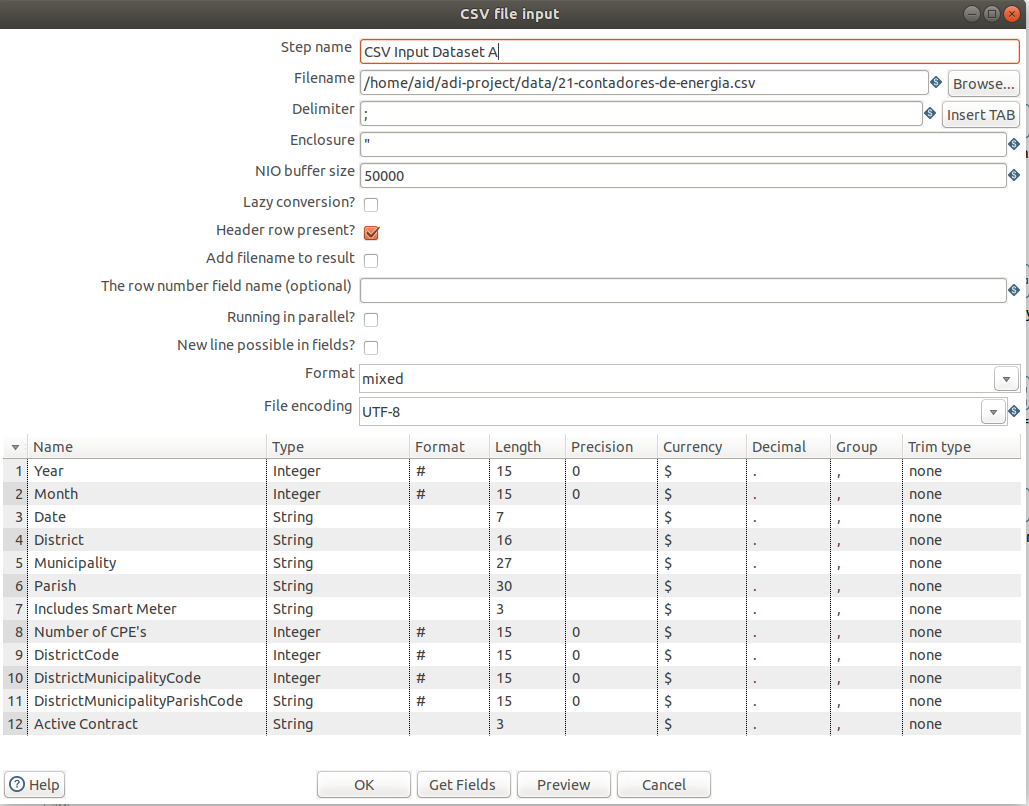 CSV file input
Step name CSV Input Dataset A
Filename /home/aid/adi-project/data/21-contadores-de-energia.csv Browse...
Delimiter ; Insert TAB
Enclosure "
NIO buffer size 50000
Lazy conversion?
Header row present?
Add filename to result
The row number field name (optional)
Running in parallel?
New line possible in fields?
Format mixed
File encoding UTF-8
Name Type Format Length Precision Currency Decimal Group Trim type
1 Year Integer # 15 0 $ . , none
2 Month Integer # 15 0 $ . , none
3 Date String 7 $ . , none
4 District String 16 $ . , none
5 Municipality String 27 $ . , none
6 Parish String 30 $ . , none
7 Includes Smart Meter String 3 $ . , none
8 Number of CPE's Integer # 15 0 $ . , none
9 DistrictCode Integer # 15 0 $ . , none
10 DistrictMunicipalityCode Integer # 15 0 $ . , none
11 DistrictMunicipalityParishCode String # 15 0 $ . , none
12 Active Contract String 3 $ . , none
Help OK Get Fields Preview Cancel